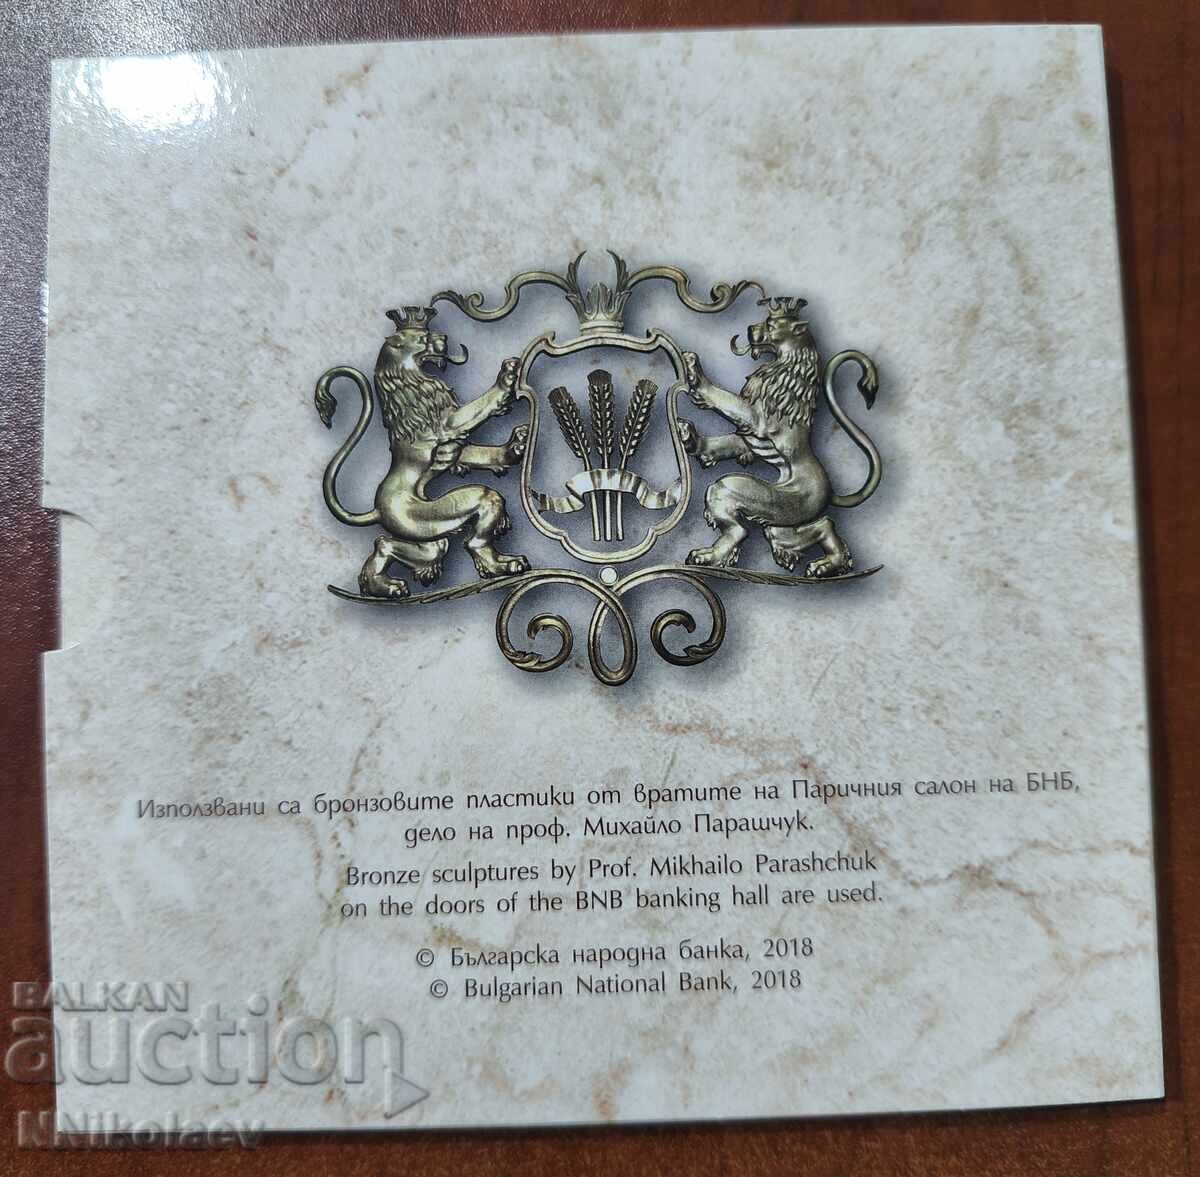 Използвани са бронзовите пластики от вратите на Паричния салон на БНБ,
дело на проф. Михайло Парашчук.
Bronze sculptures by Prof. Mikhailo Parashchuk
on the doors of the BNB banking hall are used.
© Българска народна банка, 2018
© Bulgarian National Bank, 2018
BALKAN
auction
NNikolaev